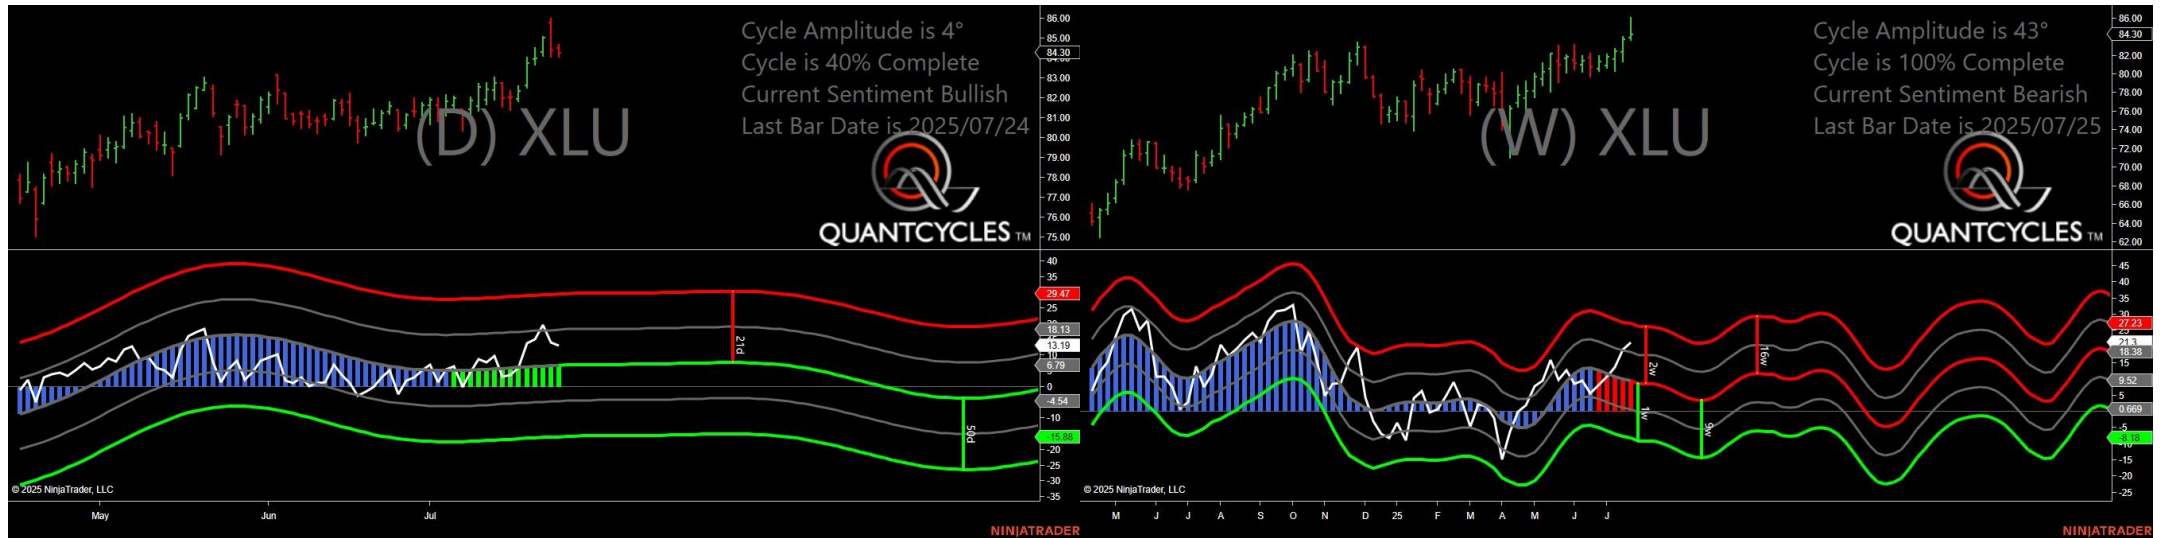 Cycle Amplitude is 4°
Cycle is 40% Complete
Current Sentiment Bullish
Last Bar Date is 2025/07/24
(D) XLU
QUANTCYCLES TM
86.00
85.00
84.30
83.00
82.00
81.00
80.00
79.00
78.00
77.00
76.00
75.00
40
35
29.47
25
18.13
13.19
10
6.79
0
-4.54
-10
-15.88
-20
-25
-30
-35
21d
50d
© 2025 NinjaTrader, LLC
May
Jun
Jul
NINJATRADER
Cycle Amplitude is 43°
Cycle is 100% Complete
Current Sentiment Bearish
Last Bar Date is 2025/07/25
(W) XLU
QUANTCYCLES TM
86.00
84.30
82.00
80.00
78.00
76.00
74.00
72.00
70.00
68.00
66.00
64.00
62.00
45
40
35
30
27.23
21.3
18.38
15
9.52
5
0.669
-5
-8.18
-15
-20
-25
2w
16w
1w
9w
© 2025 NinjaTrader, LLC
M
J
J
A
S
O
N
D
25
F
M
A
M
J
J
NINJATRADER